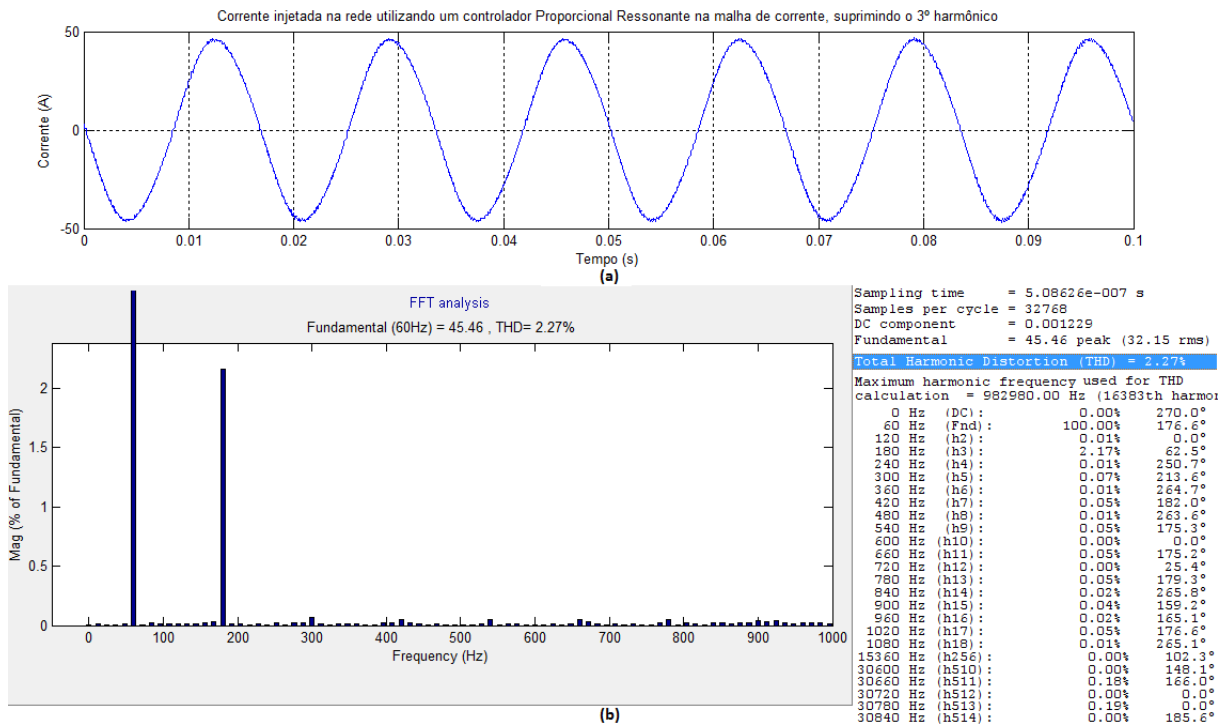 Corrente injetada na rede utilizando um controlador Proporcional Ressonante na malha de corrente, suprimindo o 3º harmônico
50
0
-50
Corrente (A)
0 0.01 0.02 0.03 0.04 0.05 0.06 0.07 0.08 0.09 0.1
Tempo (s)
(a)
FFT analysis
Fundamental (60Hz) = 45.46 , THD= 2.27%
2
1.5
1
0.5
0
Mag (% of Fundamental)
0 100 200 300 400 500 600 700 800 900 1000
Frequency (Hz)
Sampling time = 5.08626e-007 s
Samples per cycle = 32768
DC component = 0.001229
Fundamental = 45.46 peak (32.15 rms)
Total Harmonic Distortion (THD) = 2.27%
Maximum harmonic frequency used for THD
calculation = 982980.00 Hz (16383th harmon
0 Hz (DC): 0.00% 270.0°
60 Hz (Fnd): 100.00% 176.6°
120 Hz (h2): 0.01% 0.0°
180 Hz (h3): 2.17% 62.5°
240 Hz (h4): 0.01% 250.7°
300 Hz (h5): 0.07% 213.6°
360 Hz (h6): 0.01% 264.7°
420 Hz (h7): 0.05% 182.0°
480 Hz (h8): 0.01% 263.6°
540 Hz (h9): 0.05% 175.3°
600 Hz (h10): 0.00% 0.0°
660 Hz (h11): 0.05% 175.2°
720 Hz (h12): 0.00% 25.4°
780 Hz (h13): 0.05% 179.3°
840 Hz (h14): 0.02% 265.8°
900 Hz (h15): 0.04% 159.2°
960 Hz (h16): 0.02% 165.1°
1020 Hz (h17): 0.05% 176.6°
1080 Hz (h18): 0.01% 265.1°
15360 Hz (h256): 0.00% 102.3°
30600 Hz (h510): 0.00% 148.1°
30660 Hz (h511): 0.18% 166.0°
30720 Hz (h512): 0.00% 0.0°
30780 Hz (h513): 0.19% 0.0°
30840 Hz (h514): 0.00% 185.6°
(b)